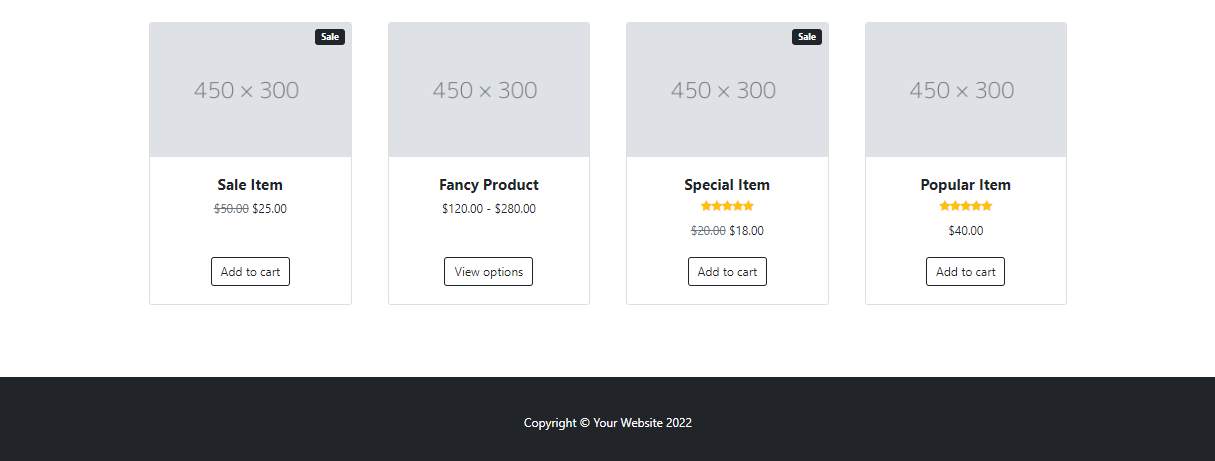 Sale
450 × 300
Sale Item
$50.00 $25.00
Add to cart
450 × 300
Fancy Product
$120.00 - $280.00
View options
Sale
450 × 300
Special Item
$20.00 $18.00
Add to cart
450 × 300
Popular Item
$40.00
Add to cart
Copyright © Your Website 2022